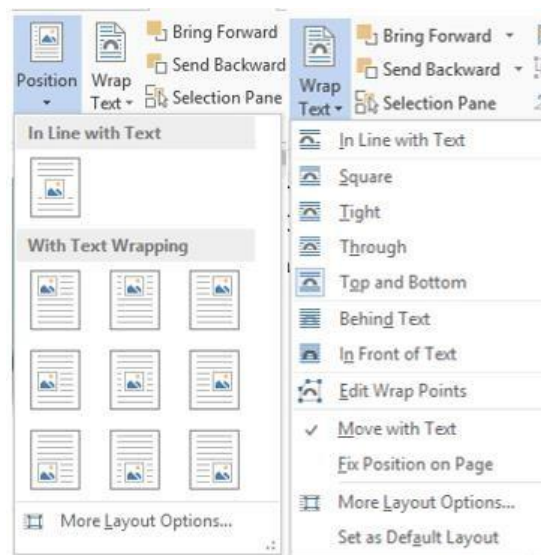 Position
Wrap
Text
Bring Forward
Send Backward
Selection Pane
In Line with Text
With Text Wrapping
More Layout Options...
Wrap
Text
Bring Forward
Send Backward
Selection Pane
In Line with Text
Square
Tight
Through
Top and Bottom
Behind Text
In Front of Text
Edit Wrap Points
Move with Text
Fix Position on Page
More Layout Options...
Set as Default Layout